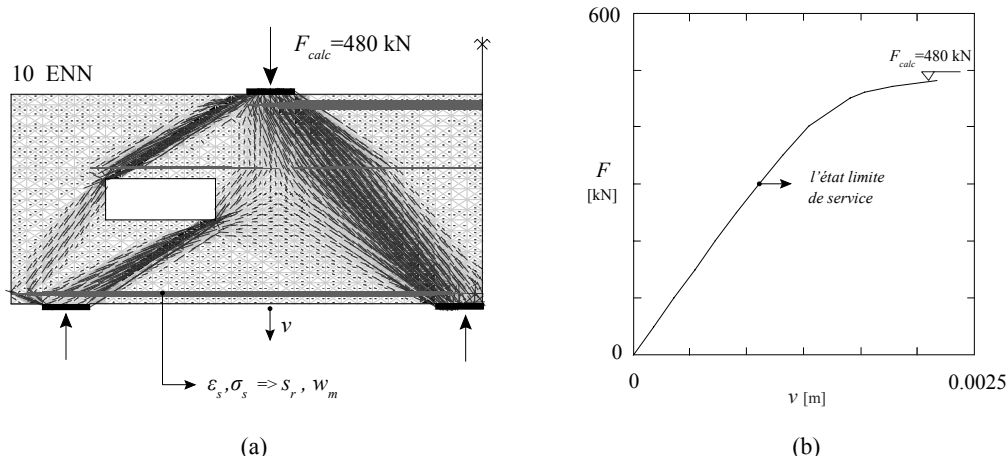 F_calc=480 kN
10 ENN
v
ε_s,σ_s => s_r , w_m
(a)
600
F_calc=480 kN
F
[kN]
l'état limite
de service
0
0
0.0025
v [m]
(b)